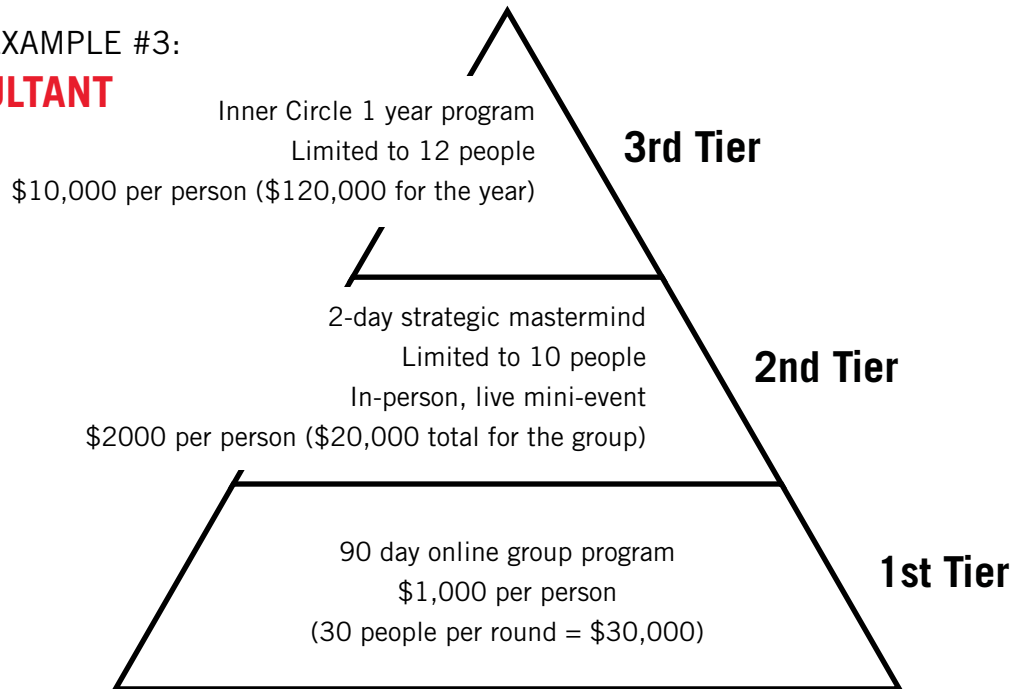 EXAMPLE #3:
ULTANT
Inner Circle 1 year program
Limited to 12 people
$10,000 per person ($120,000 for the year)
3rd Tier
2-day strategic mastermind
Limited to 10 people
In-person, live mini-event
$2000 per person ($20,000 total for the group)
2nd Tier
90 day online group program
$1,000 per person
(30 people per round = $30,000)
1st Tier